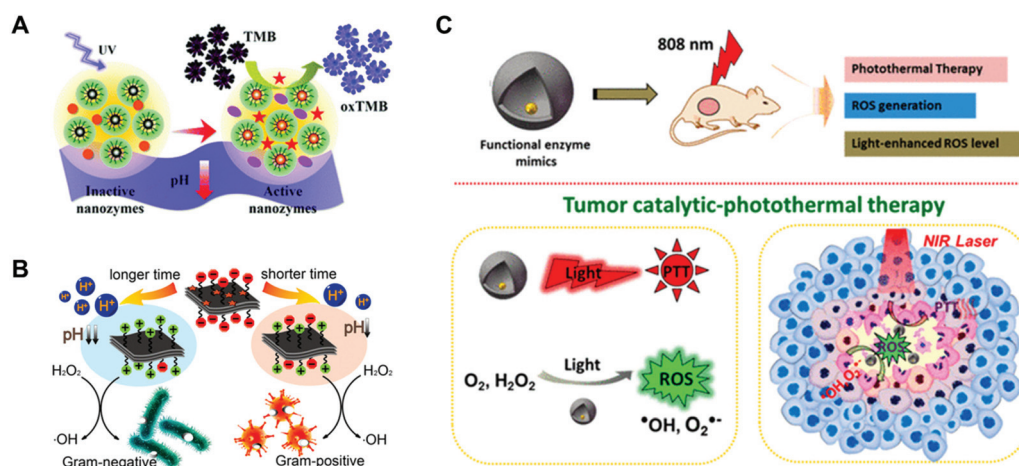 A
UV
TMB
oxTMB
Inactive
nanozymes
pH
Active
nanozymes
B
longer time
shorter time
H⁺
H⁺
H⁺
H⁺
H⁺
H⁺
pH
pH
H₂O₂
H₂O₂
·OH
·OH
Gram-negative
Gram-positive
C
808 nm
Functional enzyme
mimics
Photothermal Therapy
ROS generation
Light-enhanced ROS level
Tumor catalytic-photothermal therapy
Light
PTT
O₂, H₂O₂
Light
ROS
•OH, O₂•-
NIR Laser
PTT
ROS
•OH O₂•-